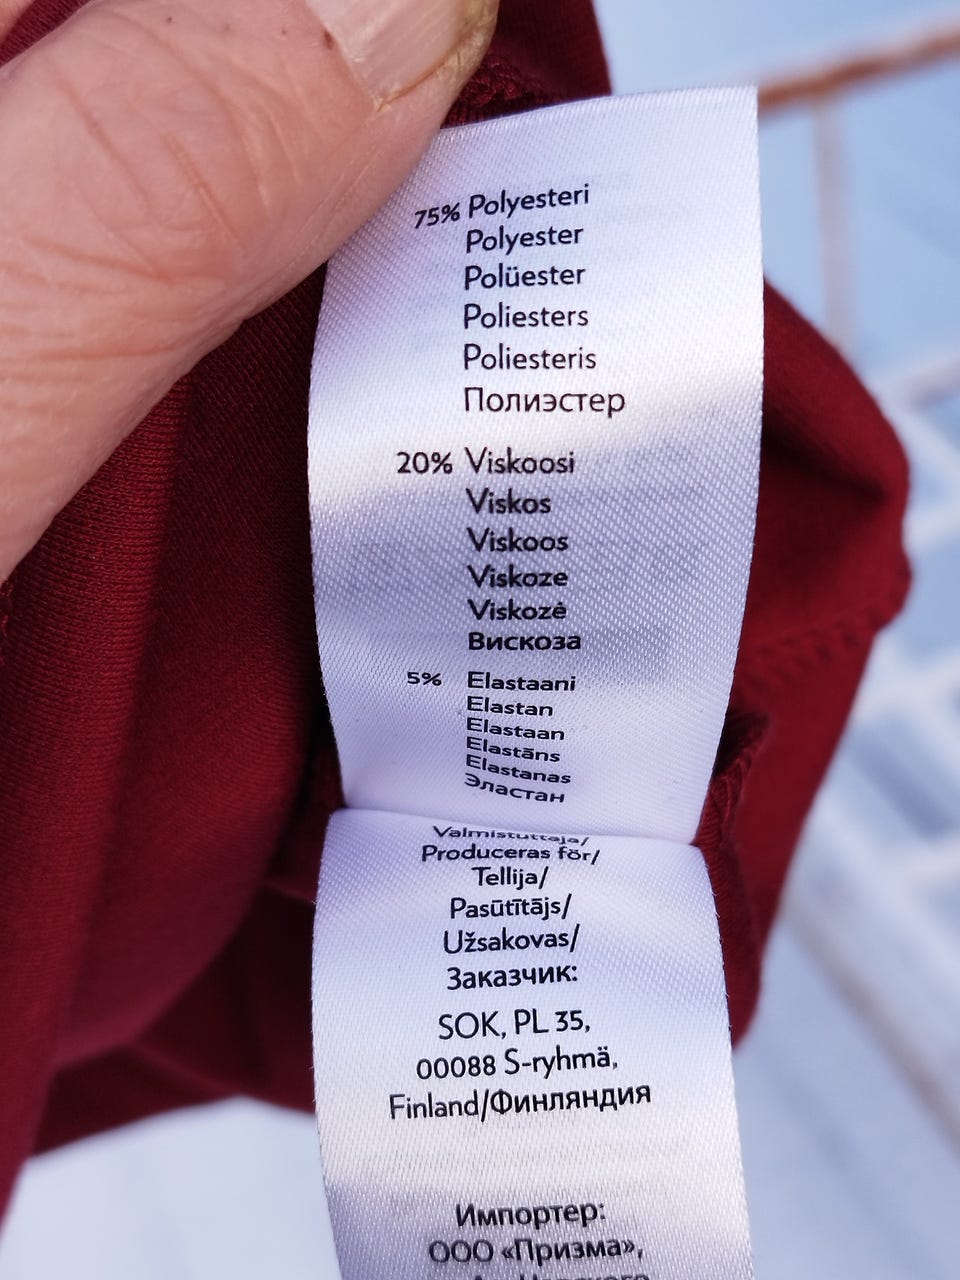 75% Polyesteri
Polyester
Polüester
Poliesters
Poliesteris
Полиэстер
20% Viskoosi
Viskos
Viskoos
Viskoze
Viskozė
Вискоза
5% Elastaani
Elastan
Elastaan
Elastāns
Elastanas
Эластан
Valmistuttaja/
Produceras för/
Tellija/
Pasūtītājs/
Užsakovas/
Заказчик:
SOK, PL 35,
00088 S-ryhmä,
Finland/Финляндия
Импортер:
ООО «Призма»,